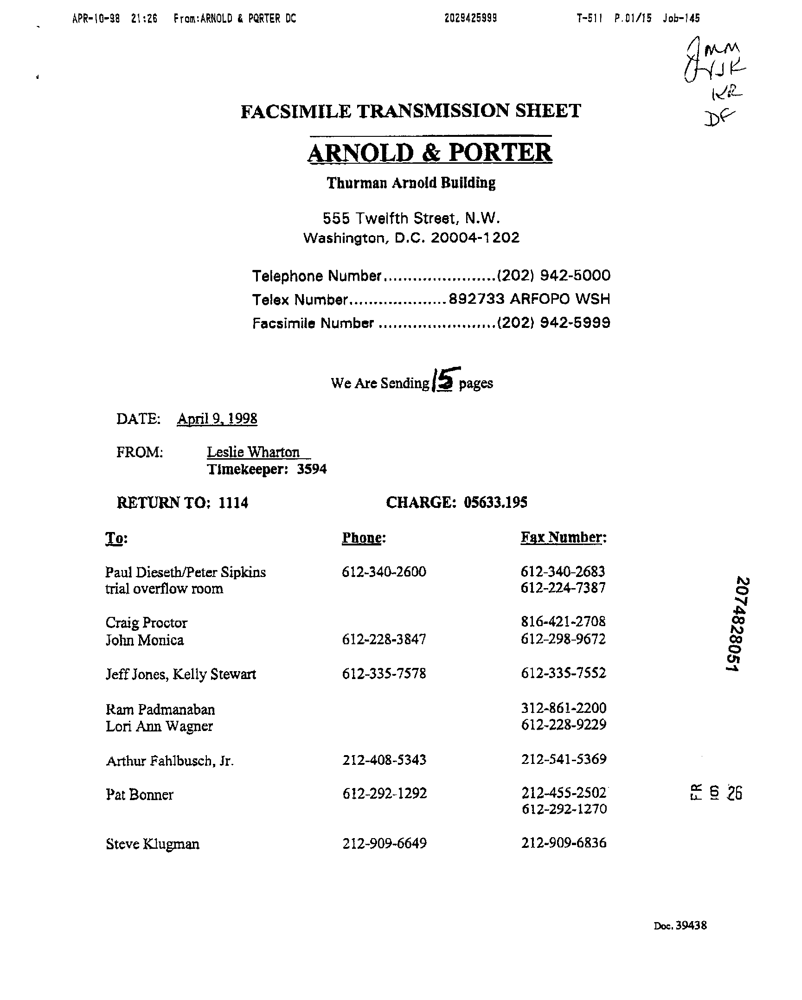 APR-10-98 21:26 From:ARNOLD & PORTER DC 2029425999 T-511 P.01/15 Job-145
JMM
KR
DF
FACSIMILE TRANSMISSION SHEET
ARNOLD & PORTER
Thurman Arnold Building
555 Twelfth Street, N.W.
Washington, D.C. 20004-1202
Telephone Number.......................(202) 942-5000
Telex Number....................892733 ARFOPO WSH
Facsimile Number ........................(202) 942-5999
We Are Sending 15 pages
DATE: April 9, 1998
FROM: Leslie Wharton
Timekeeper: 3594
RETURN TO: 1114 CHARGE: 05633.195
To: Phone: Fax Number:
Paul Dieseth/Peter Sipkins 612-340-2600 612-340-2683
trial overflow room 612-224-7387
Craig Proctor 816-421-2708
John Monica 612-228-3847 612-298-9672
Jeff Jones, Kelly Stewart 612-335-7578 612-335-7552
Ram Padmanaban 312-861-2200
Lori Ann Wagner 612-228-9229
Arthur Fahlbusch, Jr. 212-408-5343 212-541-5369
Pat Bonner 612-292-1292 212-455-2502
612-292-1270
Steve Klugman 212-909-6649 212-909-6836
2074828051
Doc. 39438